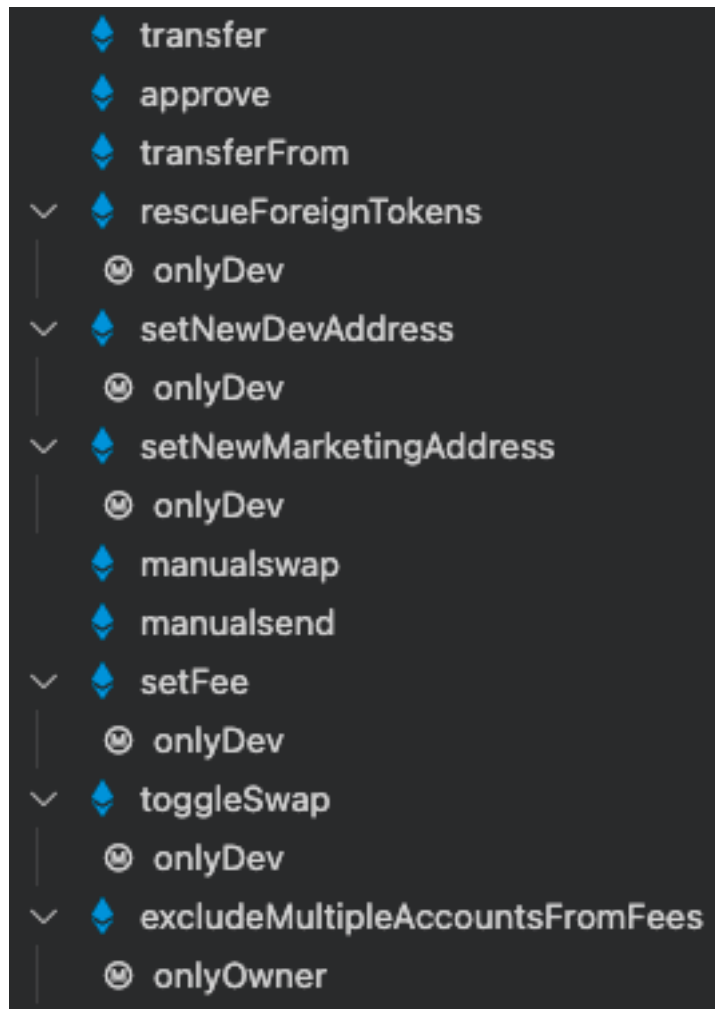 transfer
approve
transferFrom
rescueForeignTokens
onlyDev
setNewDevAddress
onlyDev
setNewMarketingAddress
onlyDev
manualswap
manualsend
setFee
onlyDev
toggleSwap
onlyDev
excludeMultipleAccountsFromFees
onlyOwner